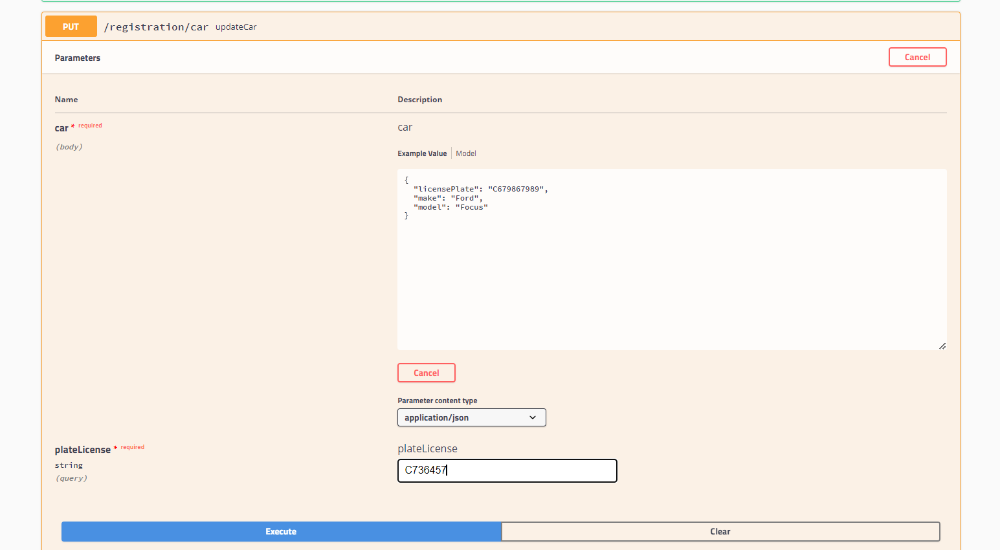 PUT /registration/car updateCar
Parameters Cancel
Name Description
car * required car
(body)
Example Value Model
{
"licensePlate": "C679867989",
"make": "Ford",
"model": "Focus"
}
Cancel
Parameter content type
application/json
plateLicense * required plateLicense
string
C736457
(query)
Execute Clear